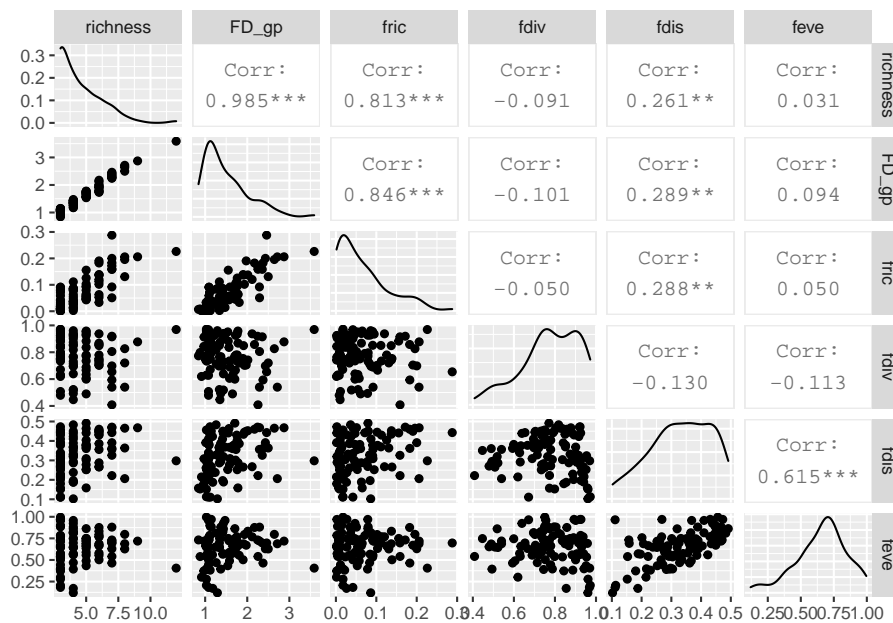 richness FD_gp fric fdiv fdis feve
0.3
0.2
0.1
0.0
Corr:
0.985***
Corr:
0.813***
Corr:
-0.091
Corr:
0.261**
Corr:
0.031
richness
3
2
1
Corr:
0.846***
Corr:
-0.101
Corr:
0.289**
Corr:
0.094
FD_gp
0.3
0.2
0.1
0.0
Corr:
-0.050
Corr:
0.288**
Corr:
0.050
fric
1.0
0.8
0.6
0.4
Corr:
-0.130
Corr:
-0.113
fdiv
0.5
0.4
0.3
0.2
0.1
Corr:
0.615***
fdis
1.00
0.75
0.50
0.25
feve
5.0 7.5 10.0 1 2 3 0.0 0.1 0.2 0.3 0.4 0.6 0.8 1.0 0.1 0.2 0.3 0.4 0.5 0.25 0.50 0.75 1.00